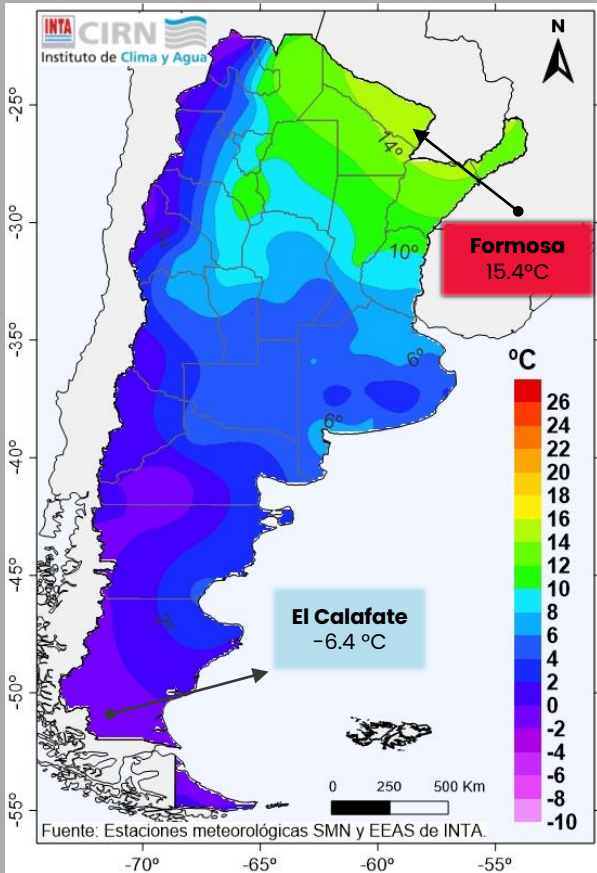 INTA CIRN
Instituto de Clima y Agua
N
-25°
-30°
-35°
-40°
-45°
-50°
-55°
14°
10°
6°
6°
2°
Formosa
15.4°C
El Calafate
-6.4 °C
ºC
26
24
22
20
18
16
14
12
10
8
6
4
2
0
-2
-4
-6
-8
-10
0 250 500 Km
Fuente: Estaciones meteorológicas SMN y EEAS de INTA.
-70° -65° -60° -55°